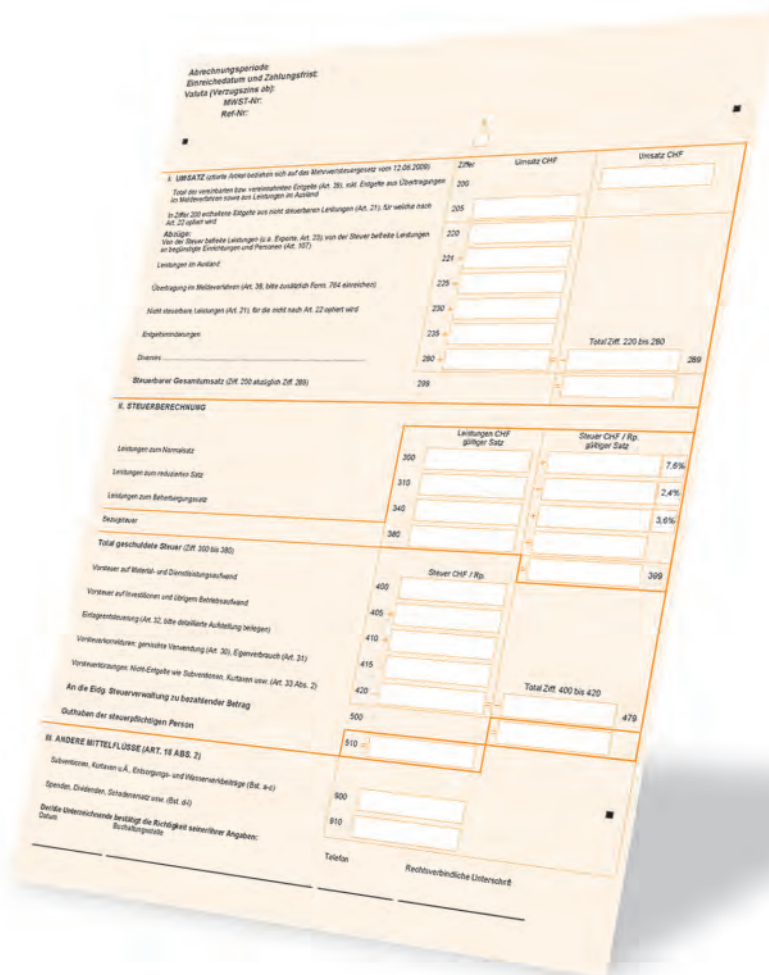 Abrechnungsperiode
Einreichedatum und Zahlungsfrist:
Valuta (Verzugszins ab):
MWST-Nr:
Ref-Nr:
I. UMSATZ (zitierte Artikel beziehen sich auf das Mehrwertsteuergesetz vom 12.06.2009) Ziffer Umsatz CHF Umsatz CHF
Total der vereinbarten bzw. vereinnahmten Entgelte (Art. 39), inkl. Entgelte aus Übertragungen
im Meldeverfahren sowie aus Leistungen im Ausland 200
In Ziffer 200 enthaltene Entgelte aus nicht steuerbaren Leistungen (Art. 21), für welche nach
Art. 22 optiert wird 205
Abzüge:
Von der Steuer befreite Leistungen (u.a. Exporte, Art. 23), von der Steuer befreite Leistungen
an begünstigte Einrichtungen und Personen (Art. 107) 220
Leistungen im Ausland 221 +
Übertragung im Meldeverfahren (Art. 38, bitte zusätzlich Form. 764 einreichen) 225 +
Nicht steuerbare Leistungen (Art. 21), für die nicht nach Art. 22 optiert wird 230 +
Entgeltsminderungen 235 +
Total Ziff. 220 bis 280
Diverses 280 + = 289
Steuerbarer Gesamtumsatz (Ziff. 200 abzüglich Ziff. 289) 299 =
II. STEUERBERECHNUNG
Leistungen CHF Steuer CHF / Rp.
gültiger Satz gültiger Satz
Leistungen zum Normalsatz 300 + 7,6%
Leistungen zum reduzierten Satz 310 + 2,4%
Leistungen zum Beherbergungssatz 340 + 3,6%
Bezugsteuer 380 +
Total geschuldete Steuer (Ziff. 300 bis 380) = 399
Steuer CHF / Rp.
Vorsteuer auf Material- und Dienstleistungsaufwand 400
Vorsteuer auf Investitionen und übrigem Betriebsaufwand 405 +
Einlageentsteuerung (Art. 32, bitte detaillierte Aufstellung beilegen) 410 +
Vorsteuerkorrekturen: gemischte Verwendung (Art. 30), Eigenverbrauch (Art. 31) 415
Total Ziff. 400 bis 420
Vorsteuerkürzungen: Nicht-Entgelte wie Subventionen, Kurtaxen usw. (Art. 33 Abs. 2) 420 – = 479
An die Eidg. Steuerverwaltung zu bezahlender Betrag 500 =
Guthaben der steuerpflichtigen Person 510 =
III. ANDERE MITTELFLÜSSE (ART. 18 ABS. 2)
Subventionen, Kurtaxen u.Ä., Entsorgungs- und Wasserwerkbeiträge (Bst. a-c) 900
Spenden, Dividenden, Schadenersatz usw. (Bst. d-l) 910
Der/die Unterzeichnende bestätigt die Richtigkeit seiner/ihrer Angaben:
Datum Buchhaltungsstelle Telefon Rechtsverbindliche Unterschrift